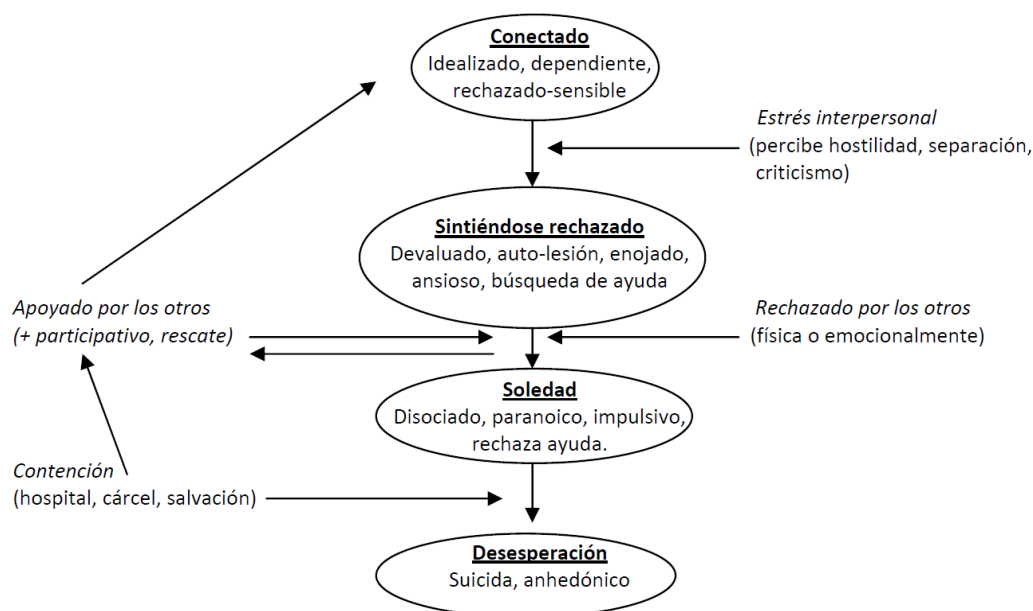 Conectado
Idealizado, dependiente,
rechazado-sensible
Estrés interpersonal
(percibe hostilidad, separación,
criticismo)
Sintiéndose rechazado
Devaluado, auto-lesión, enojado,
ansioso, búsqueda de ayuda
Apoyado por los otros
(+ participativo, rescate)
Rechazado por los otros
(física o emocionalmente)
Soledad
Disociado, paranoico, impulsivo,
rechaza ayuda.
Contención
(hospital, cárcel, salvación)
Desesperación
Suicida, anhedónico